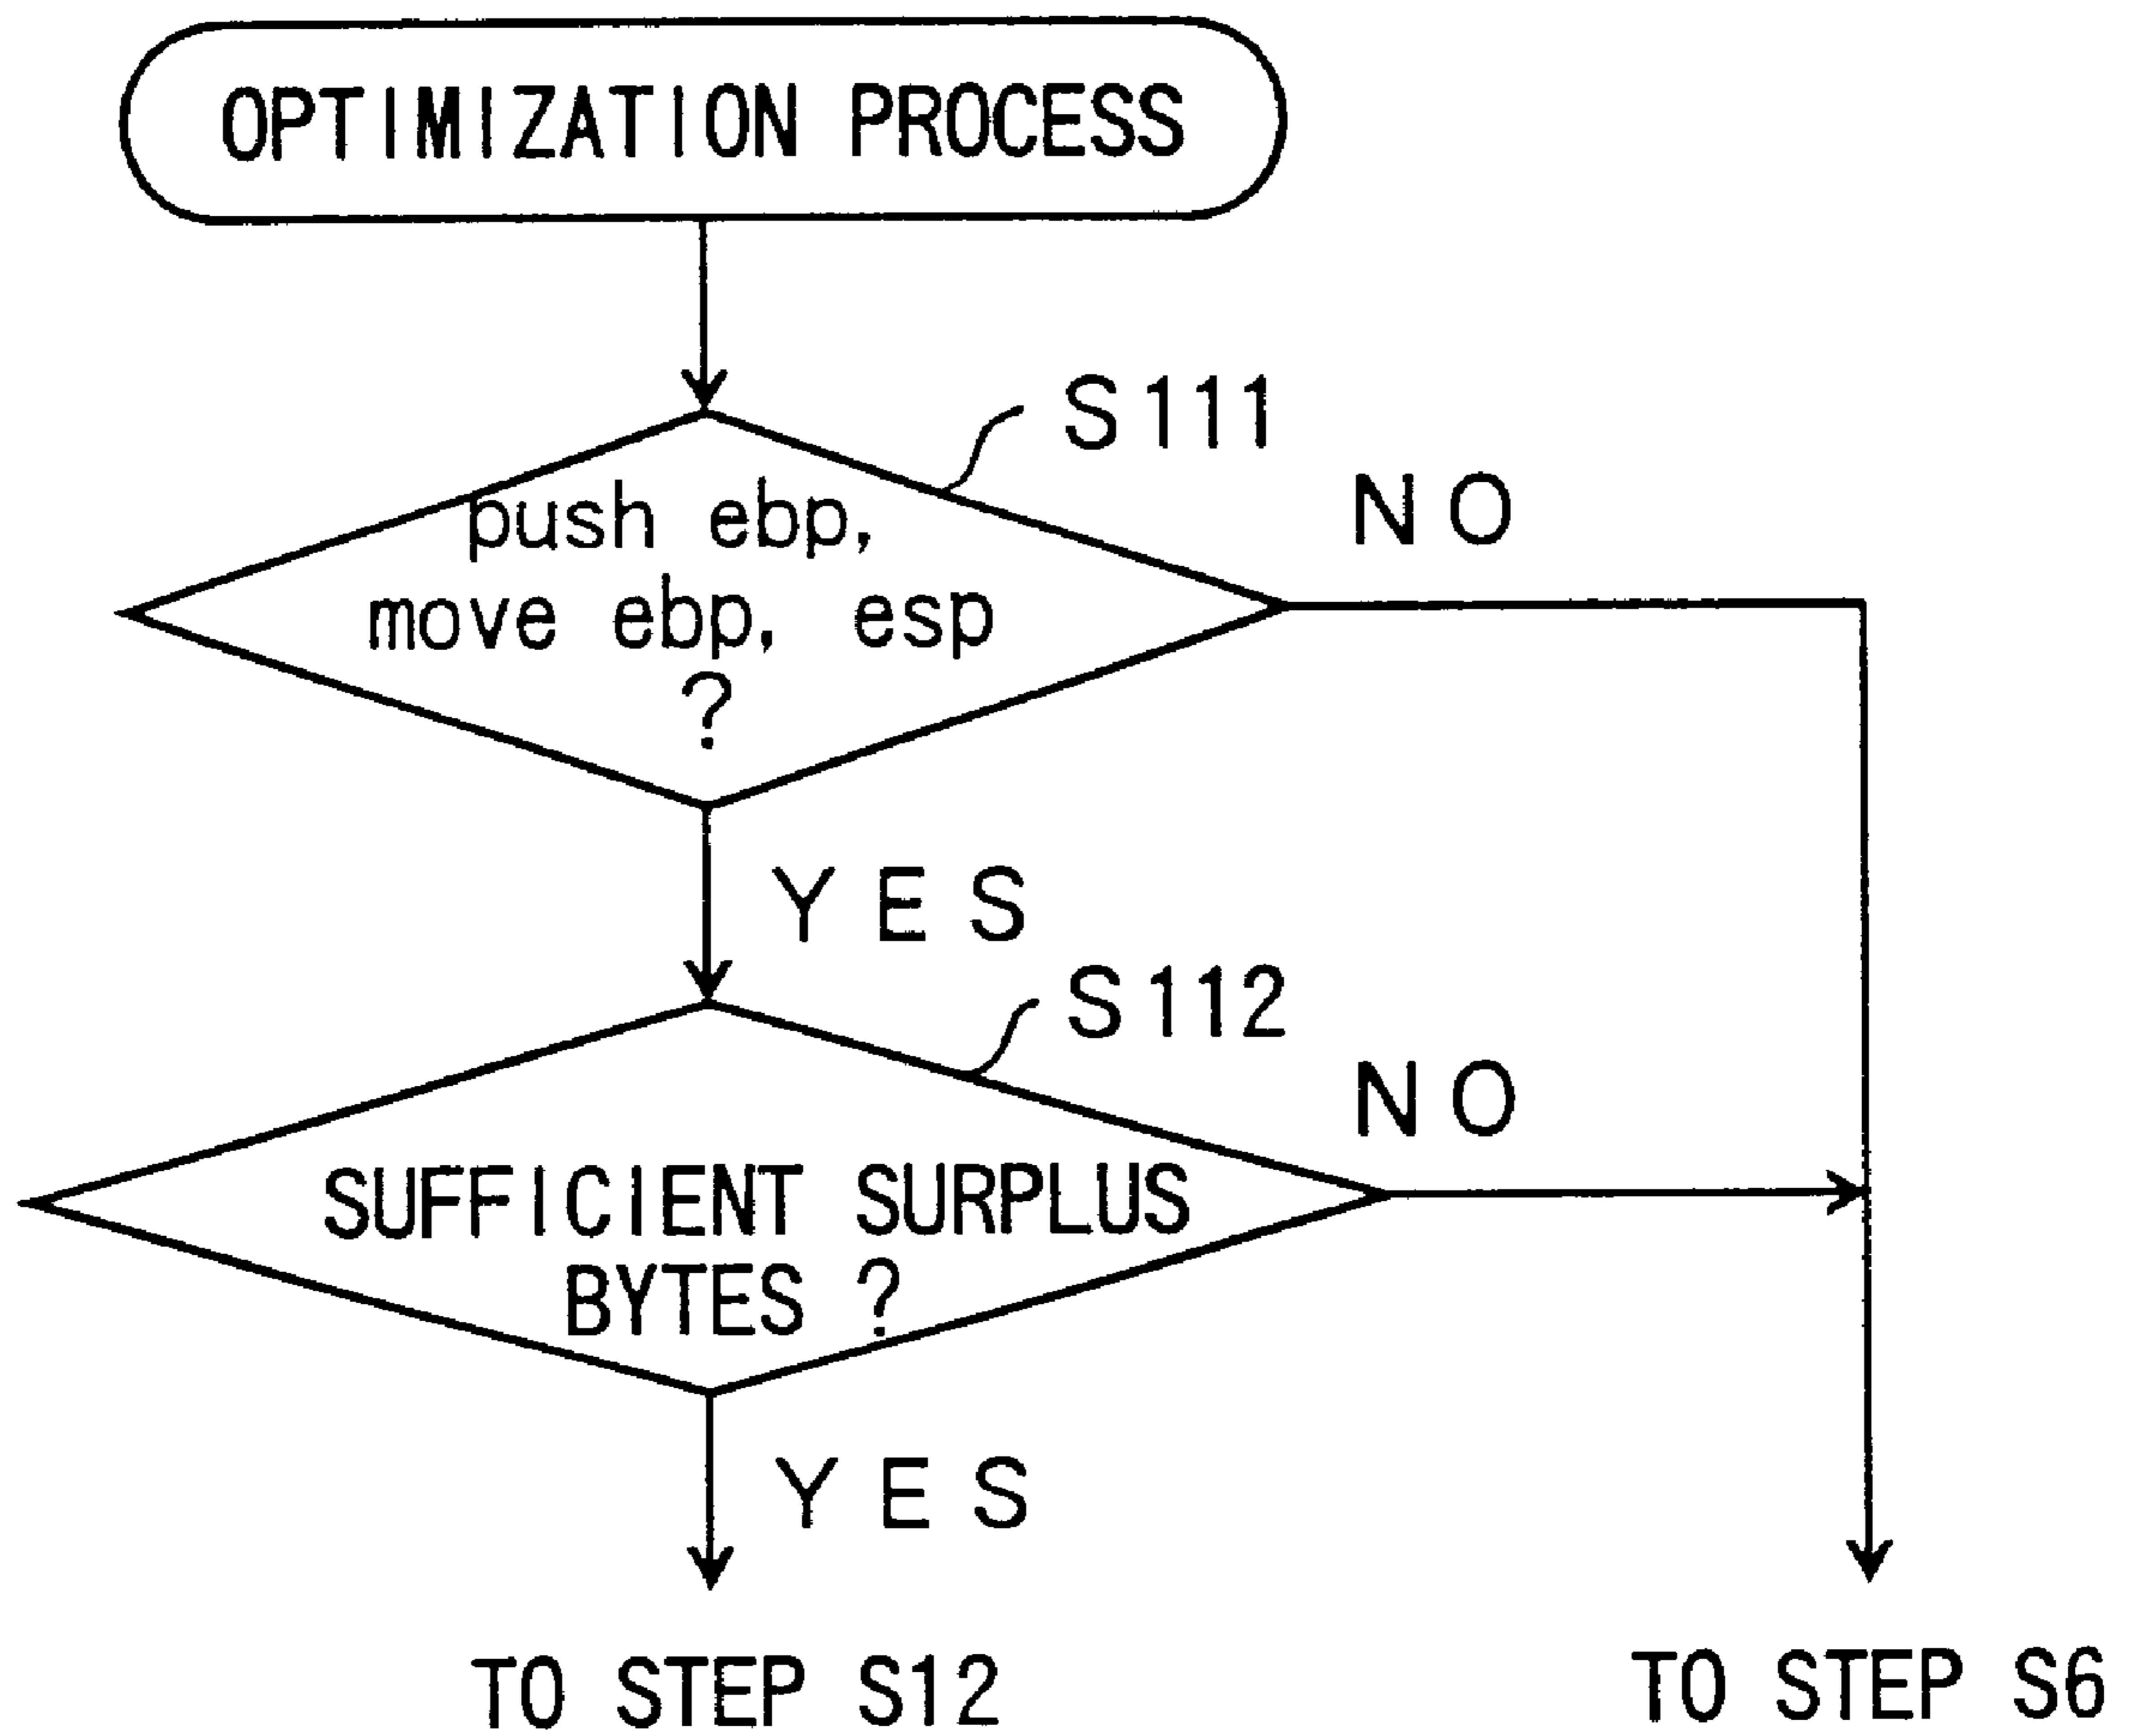 OPTIMIZATION PROCESS
S111
push ebp,
move ebp, esp
?
NO
YES
S112
NO
SUFFICIENT SURPLUS
BYTES ?
YES
TO STEP S12
TO STEP S6